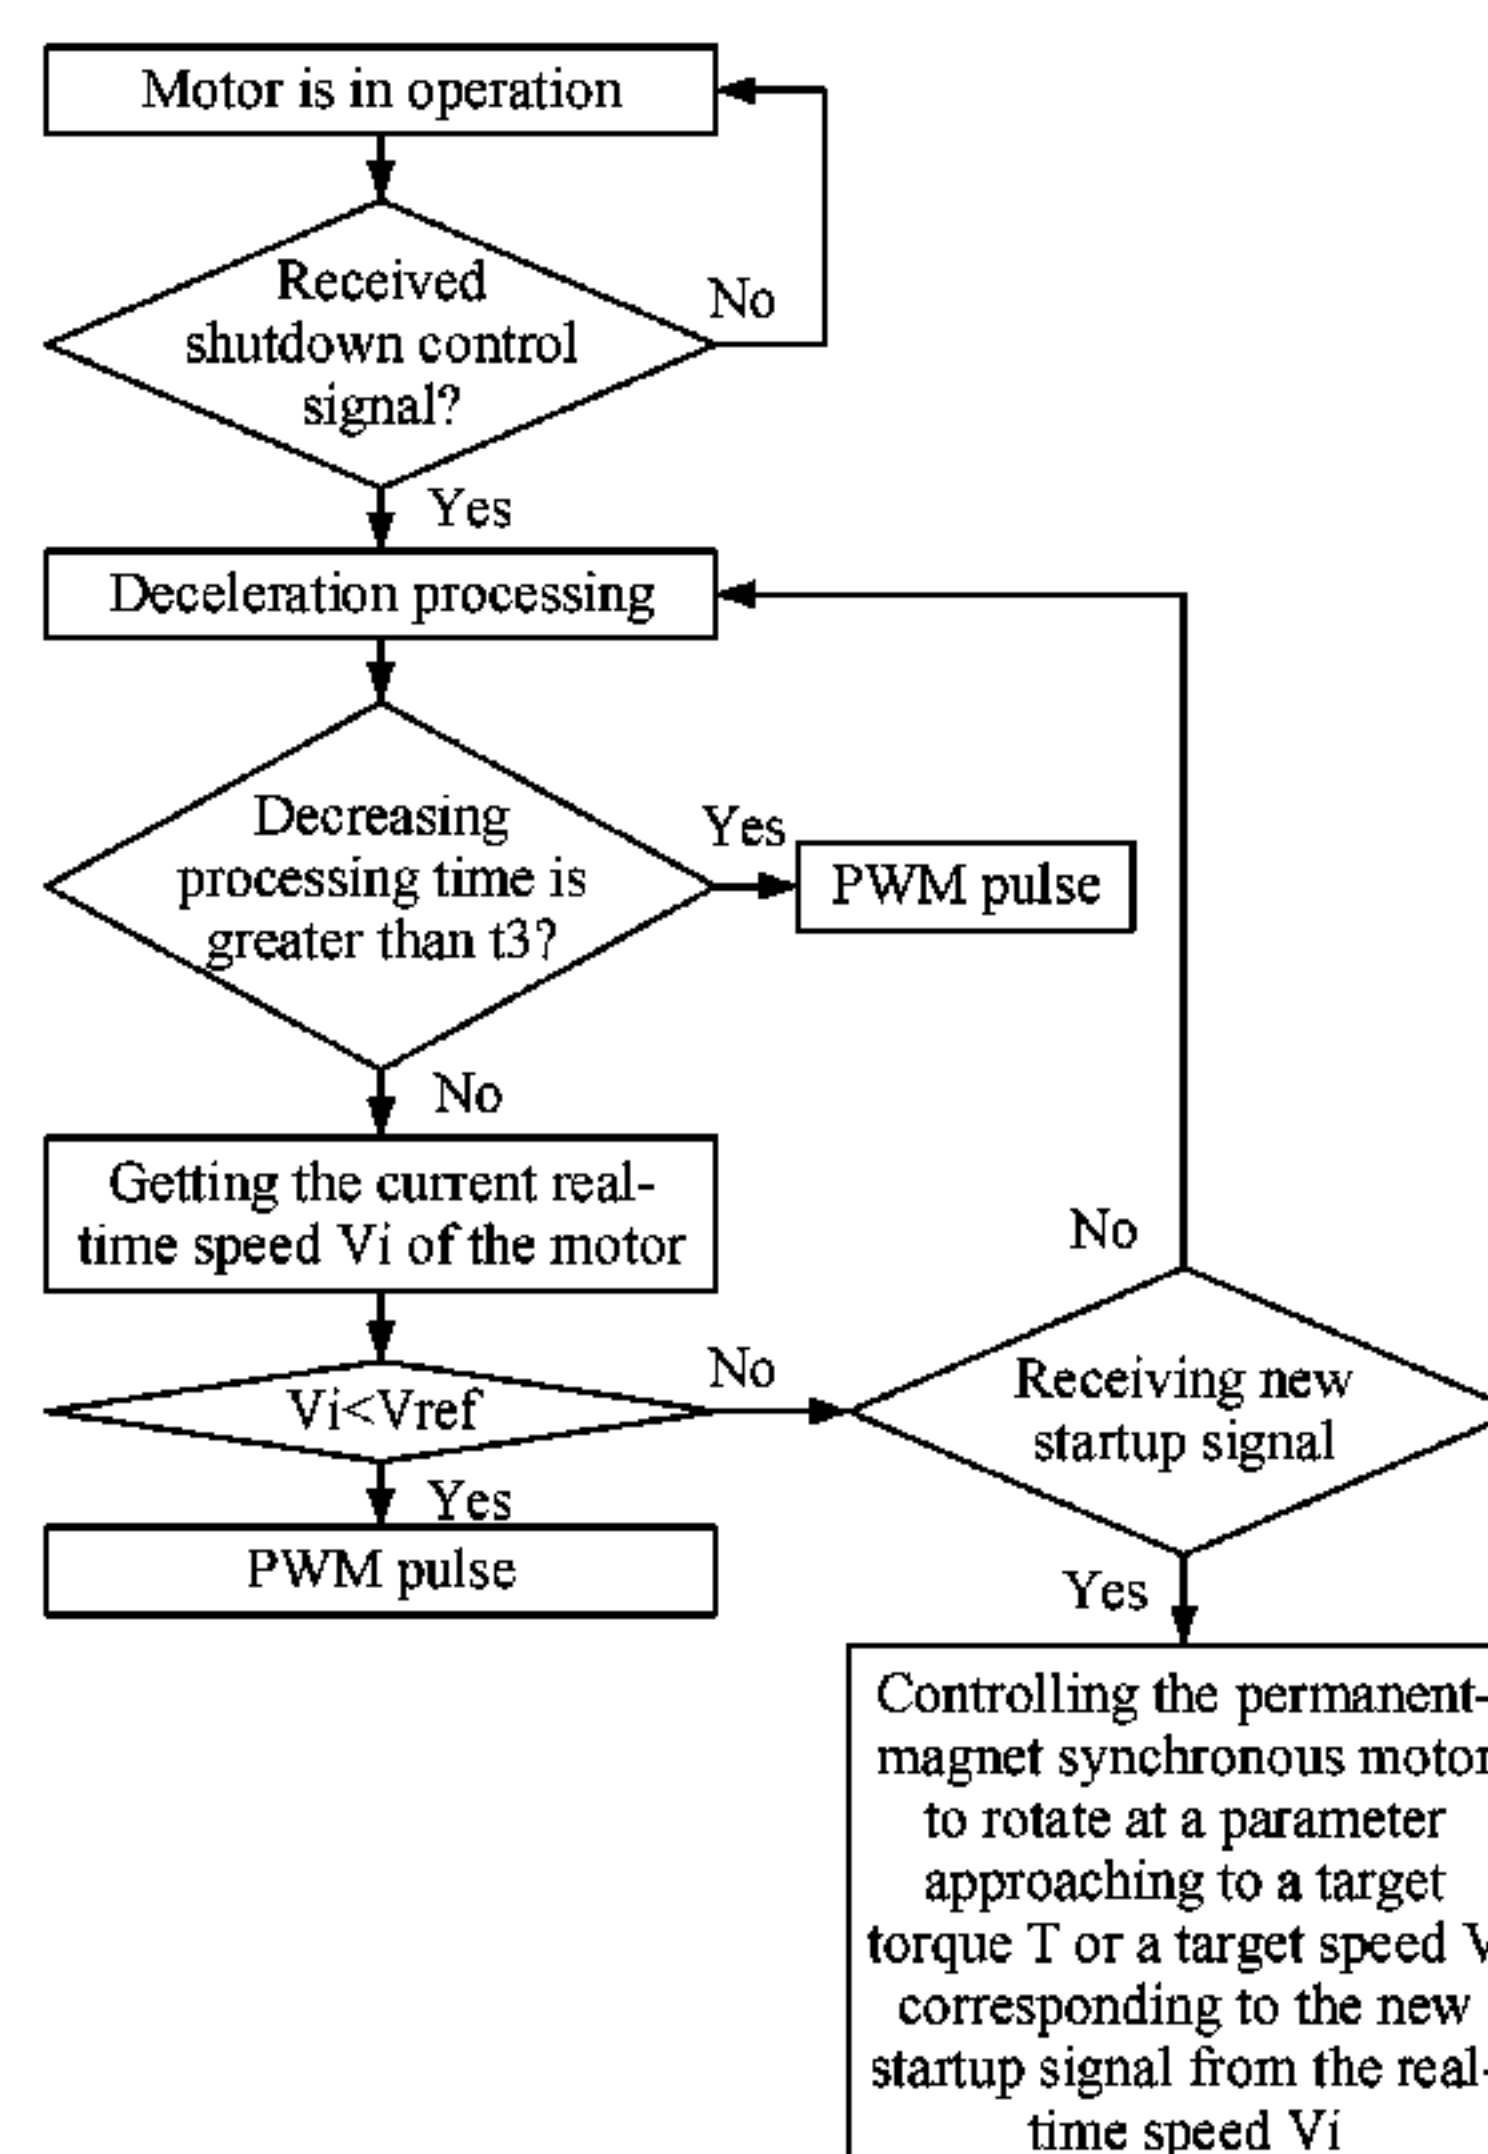 Motor is in operation
Received
shutdown control
signal?
No
Yes
Deceleration processing
Decreasing
processing time is
greater than t3?
Yes
PWM pulse
No
Getting the current real-
time speed Vi of the motor
Vi<Vref
No
Yes
PWM pulse
No
Receiving new
startup signal
Yes
Controlling the permanent-
magnet synchronous motor
to rotate at a parameter
approaching to a target
torque T or a target speed V
corresponding to the new
startup signal from the real-
time speed Vi